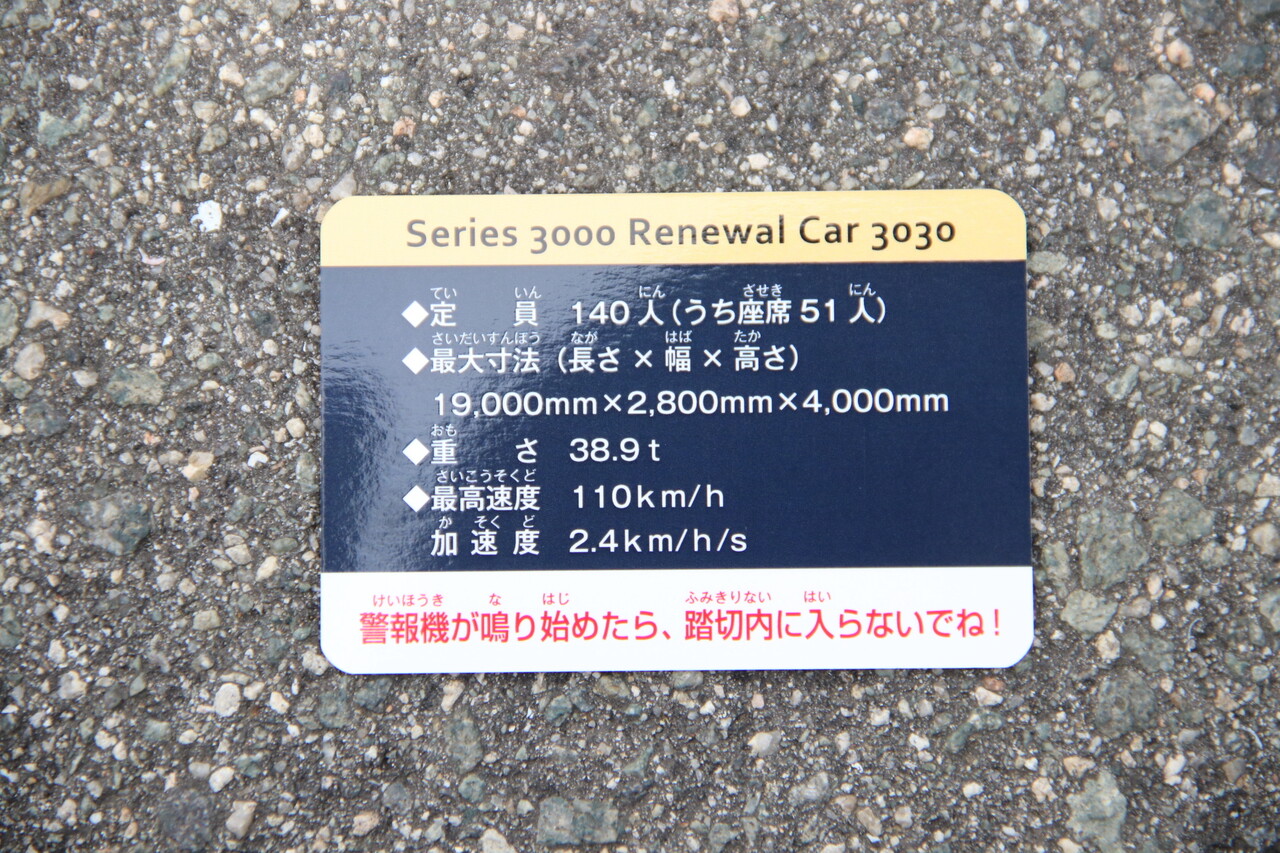 Series 3000 Renewal Car 3030
てい いん にん ざせき にん
◆定 員 140人(うち座席51人)
さいだいすんぽう なが はば たか
◆最大寸法(長さ×幅×高さ)
19,000mm×2,800mm×4,000mm
おも
◆重 さ 38.9t
さいこうそくど
◆最高速度 110km/h
か そく ど
加速度 2.4km/h/s
けいほうき な はじ ふみきりない はい
警報機が鳴り始めたら、踏切内に入らないでね!